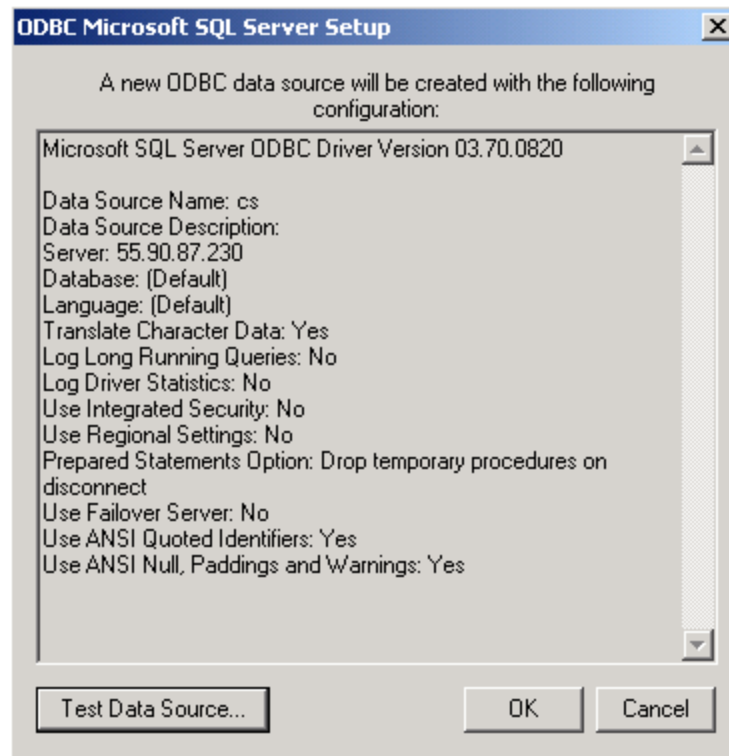 ODBC Microsoft SQL Server Setup
A new ODBC data source will be created with the following
configuration:
Microsoft SQL Server ODBC Driver Version 03.70.0820
Data Source Name: cs
Data Source Description:
Server: 55.90.87.230
Database: (Default)
Language: (Default)
Translate Character Data: Yes
Log Long Running Queries: No
Log Driver Statistics: No
Use Integrated Security: No
Use Regional Settings: No
Prepared Statements Option: Drop temporary procedures on
disconnect
Use Failover Server: No
Use ANSI Quoted Identifiers: Yes
Use ANSI Null, Paddings and Warnings: Yes
Test Data Source... OK Cancel